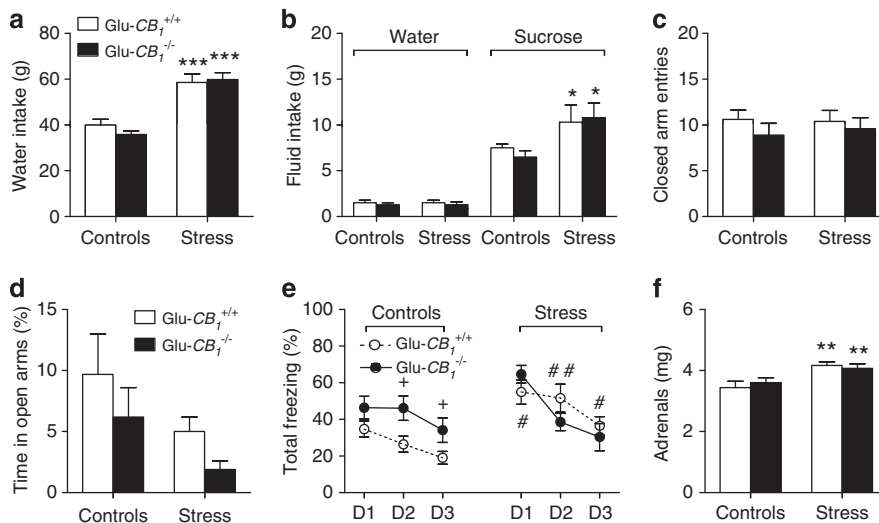 a
Glu-CB₁⁺/⁺
Glu-CB₁⁻/⁻
Water intake (g)
80
60
40
20
0
*** ***
Controls Stress
b
Water Sucrose
Fluid intake (g)
20
15
10
5
0
* *
Controls Stress Controls Stress
c
Closed arm entries
20
15
10
5
0
Controls Stress
d
Glu-CB₁⁺/⁺
Glu-CB₁⁻/⁻
Time in open arms (%)
15
10
5
0
Controls Stress
e
Controls Stress
Glu-CB₁⁺/⁺
Glu-CB₁⁻/⁻
Total freezing (%)
100
80
60
40
20
0
+ +
# ## #
D1 D2 D3 D1 D2 D3
f
Adrenals (mg)
6
4
2
0
** **
Controls Stress